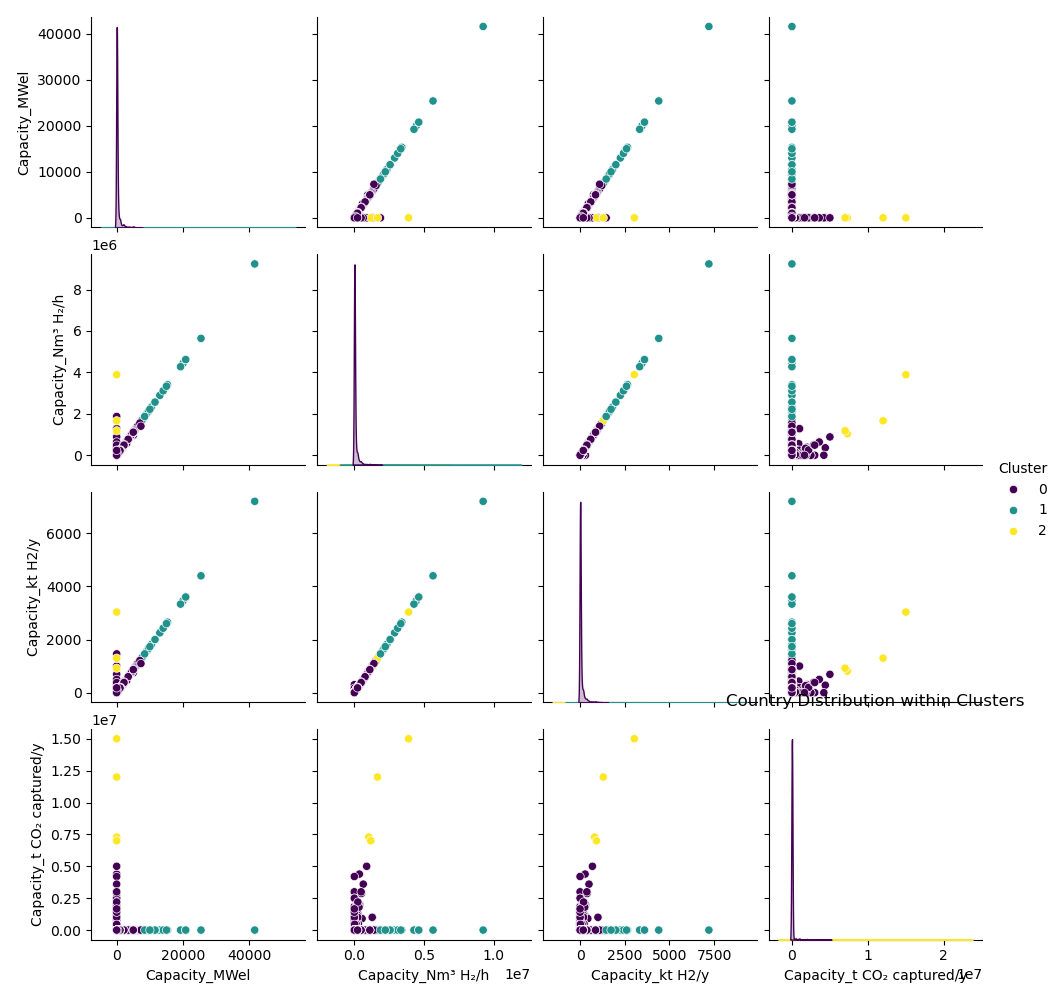 40000
30000
20000
10000
0
Capacity_MWel
1e6
8
6
4
2
0
Capacity_Nm³ H₂/h
Cluster
0
1
2
6000
4000
2000
0
Capacity_kt H2/y
Country Distribution within Clusters
1e7
1.50
1.25
1.00
0.75
0.50
0.25
0.00
Capacity_t CO₂ captured/y
0 20000 40000
0.0 0.5 1.0
0 2500 5000 7500
0 1 2
Capacity_MWel
Capacity_Nm³ H₂/h 1e7
Capacity_kt H2/y
Capacity_t CO₂ captured/y 1e7